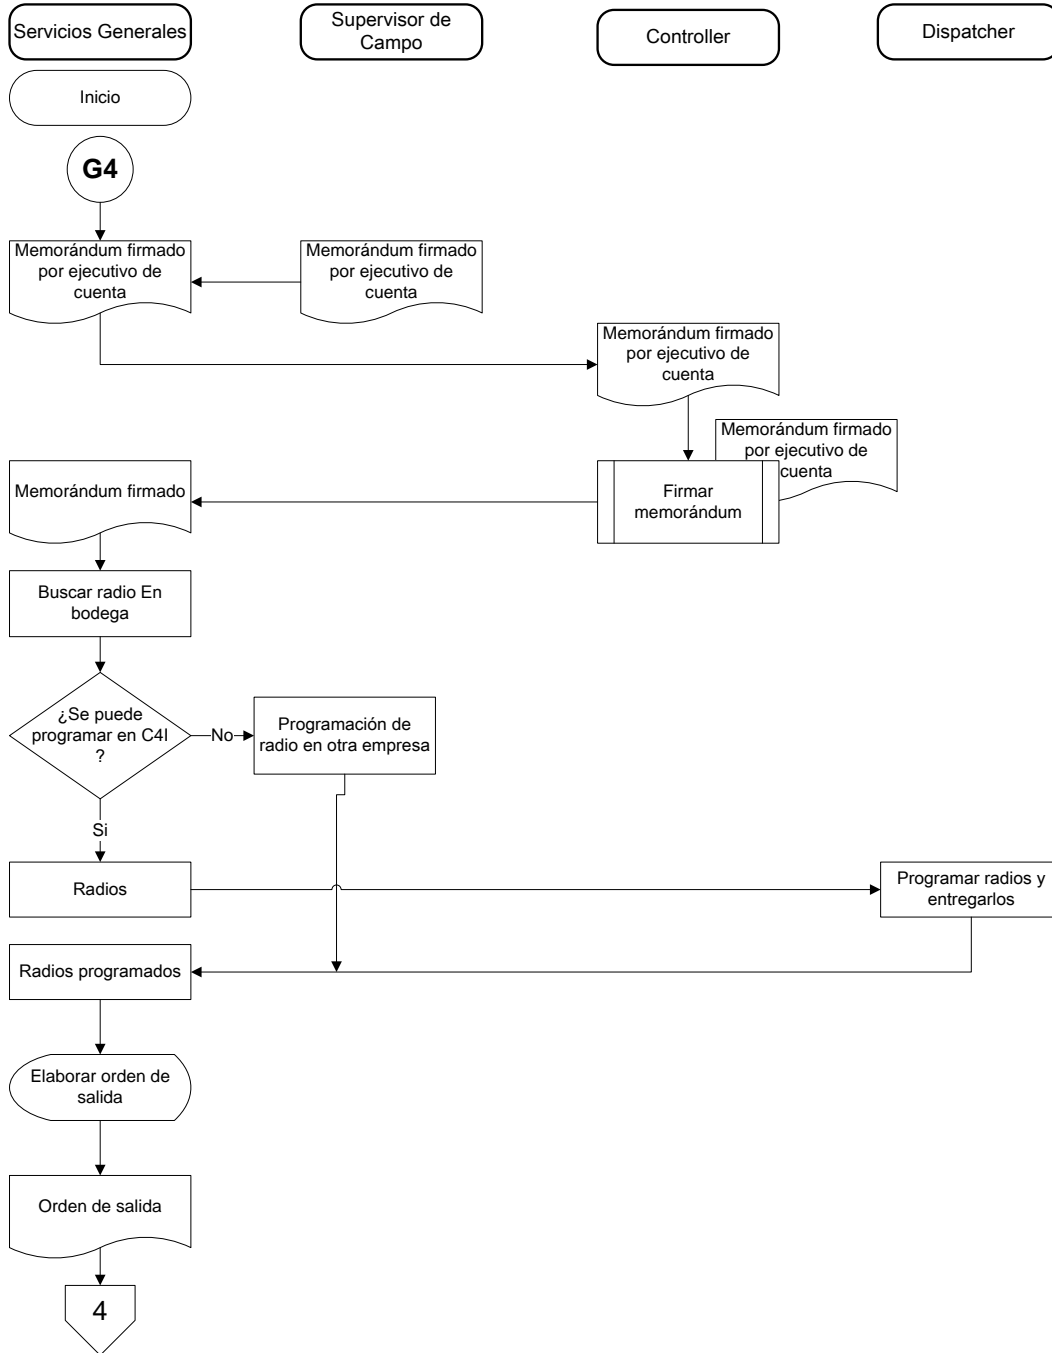 Servicios Generales
Supervisor de
Campo
Controller
Dispatcher
Inicio
G4
Memorándum firmado
por ejecutivo de
cuenta
Memorándum firmado
por ejecutivo de
cuenta
Memorándum firmado
por ejecutivo de
cuenta
Memorándum firmado
por ejecutivo de
cuenta
Memorándum firmado
Firmar
memorándum
Buscar radio En
bodega
¿Se puede
programar en C4I
?
No
Programación de
radio en otra empresa
Si
Radios
Programar radios y
entregarlos
Radios programados
Elaborar orden de
salida
Orden de salida
4